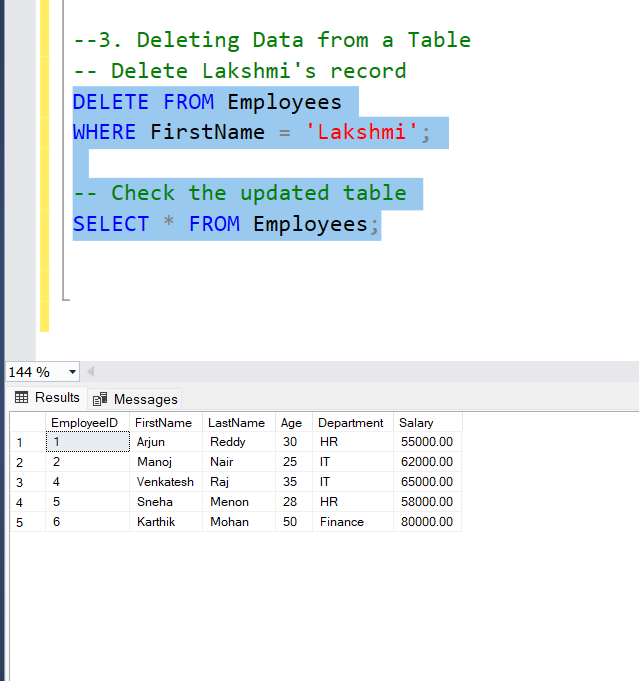 --3. Deleting Data from a Table
-- Delete Lakshmi's record
DELETE FROM Employees
WHERE FirstName = 'Lakshmi';
-- Check the updated table
SELECT * FROM Employees;
144 %
Results Messages
EmployeeID FirstName LastName Age Department Salary
1 1 Arjun Reddy 30 HR 55000.00
2 2 Manoj Nair 25 IT 62000.00
3 4 Venkatesh Raj 35 IT 65000.00
4 5 Sneha Menon 28 HR 58000.00
5 6 Karthik Mohan 50 Finance 80000.00